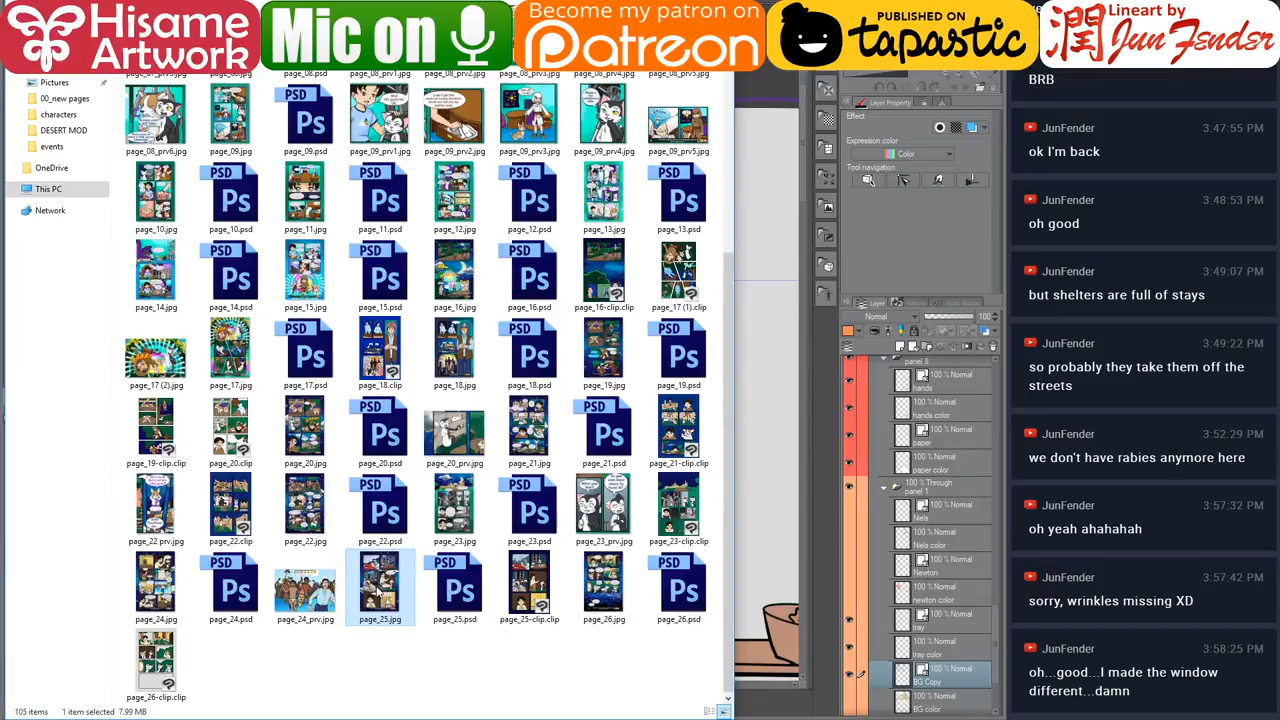 Hisame
Artwork
Mic on
Become my patron on
Patreon
PUBLISHED ON
tapastic
Lineart by
潤 JunFender
Pictures
00_new pages
characters
DESERT MOD
events
OneDrive
This PC
Network
page_08.psd page_08_prv1.jpg page_08_prv2.jpg
page_08_prv6.jpg page_09.jpg page_09.psd page_09_prv1.jpg page_09_prv2.jpg page_09_prv3.jpg page_09_prv4.jpg page_09_prv5.jpg
page_10.jpg page_10.psd page_11.jpg page_11.psd page_12.jpg page_12.psd page_13.jpg page_13.psd
page_14.jpg page_14.psd page_15.jpg page_15.psd page_16.jpg page_16.psd page_16-clip.clip page_17 (1).clip
page_17 (2).jpg page_17.jpg page_17.psd page_18.clip page_18.jpg page_18.psd page_19.jpg page_19.psd
page_19-clip.clip page_20.clip page_20.jpg page_20.psd page_20_prv.jpg page_21.jpg page_21.psd page_21-clip.clip
page_22 prv.jpg page_22.clip page_22.jpg page_22.psd page_23.jpg page_23.psd page_23_prv.jpg page_23-clip.clip
page_24.jpg page_24.psd page_24_prv.jpg page_25.jpg page_25.psd page_25-clip.clip page_26.jpg page_26.psd
page_26-clip.clip
105 items 1 item selected 7.99 MB
Layer Property
Effect
Expression color
Color
Tool navigation
Layer
Normal 100
panel II
100 % Normal
hands
100 % Normal
hands color
100 % Normal
paper
100 % Normal
paper color
100 % Through
panel 1
100 % Normal
Niels
100 % Normal
Niels color
100 % Normal
Newton
100 % Normal
newton color
100 % Normal
tray
100 % Normal
tray color
100 % Normal
BG Copy
100 % Normal
BG color
BRB
JunFender 3:47:55 PM
ok I'm back
JunFender 3:48:53 PM
oh good
JunFender 3:49:07 PM
but shelters are full of stays
JunFender 3:49:22 PM
so probably they take them off the
streets
JunFender 3:52:29 PM
we don't have rabies anymore here
JunFender 3:57:32 PM
oh yeah ahahahah
JunFender 3:57:42 PM
sorry, wrinkles missing XD
JunFender 3:58:25 PM
oh...good...I made the window
different...damn